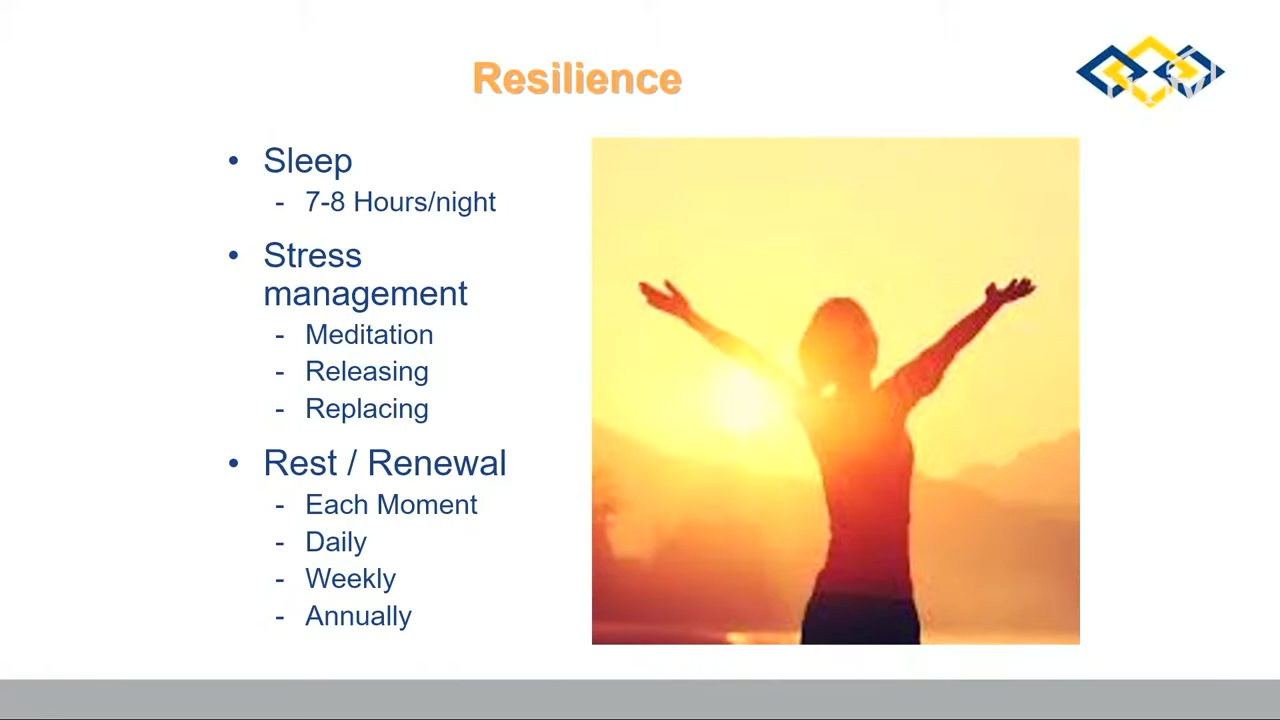 Resilience
• Sleep
- 7-8 Hours/night
• Stress
management
- Meditation
- Releasing
- Replacing
• Rest / Renewal
- Each Moment
- Daily
- Weekly
- Annually